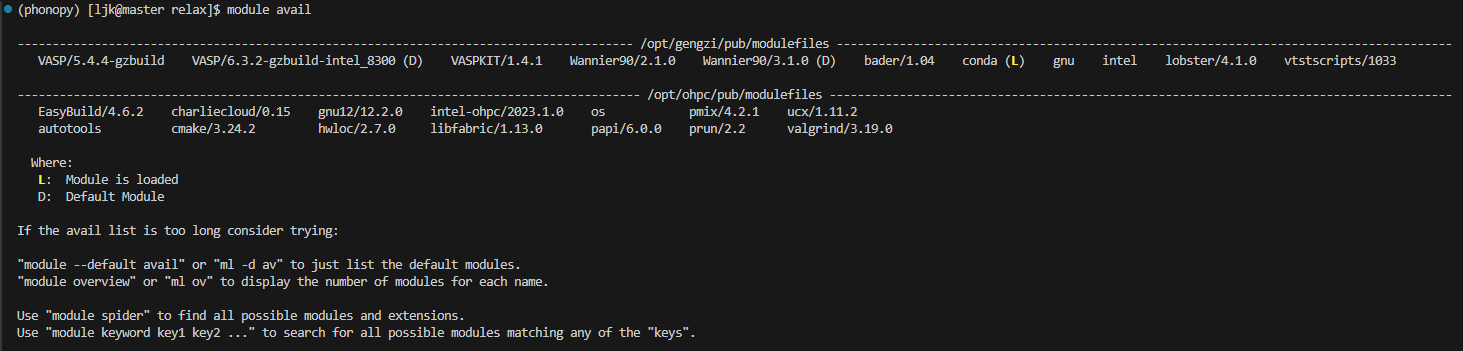 (phonopy) [ljk@master relax]$ module avail
--------------------------------------------------------------------------------------- /opt/gengzi/pub/modulefiles ---------------------------------------------------------------------------------------
VASP/5.4.4-gzbuild    VASP/6.3.2-gzbuild-intel_8300 (D)    VASPKIT/1.4.1    Wannier90/2.1.0    Wannier90/3.1.0 (D)    bader/1.04    conda (L)    gnu    intel    lobster/4.1.0    vtstscripts/1033
---------------------------------------------------------------------------------------- /opt/ohpc/pub/modulefiles ----------------------------------------------------------------------------------------
EasyBuild/4.6.2    charliecloud/0.15    gnu12/12.2.0    intel-ohpc/2023.1.0    os    pmix/4.2.1    ucx/1.11.2
autotools    cmake/3.24.2    hwloc/2.7.0    libfabric/1.13.0    papi/6.0.0    prun/2.2    valgrind/3.19.0
Where:
L:  Module is loaded
D:  Default Module
If the avail list is too long consider trying:
"module --default avail" or "ml -d av" to just list the default modules.
"module overview" or "ml ov" to display the number of modules for each name.
Use "module spider" to find all possible modules and extensions.
Use "module keyword key1 key2 ..." to search for all possible modules matching any of the "keys".